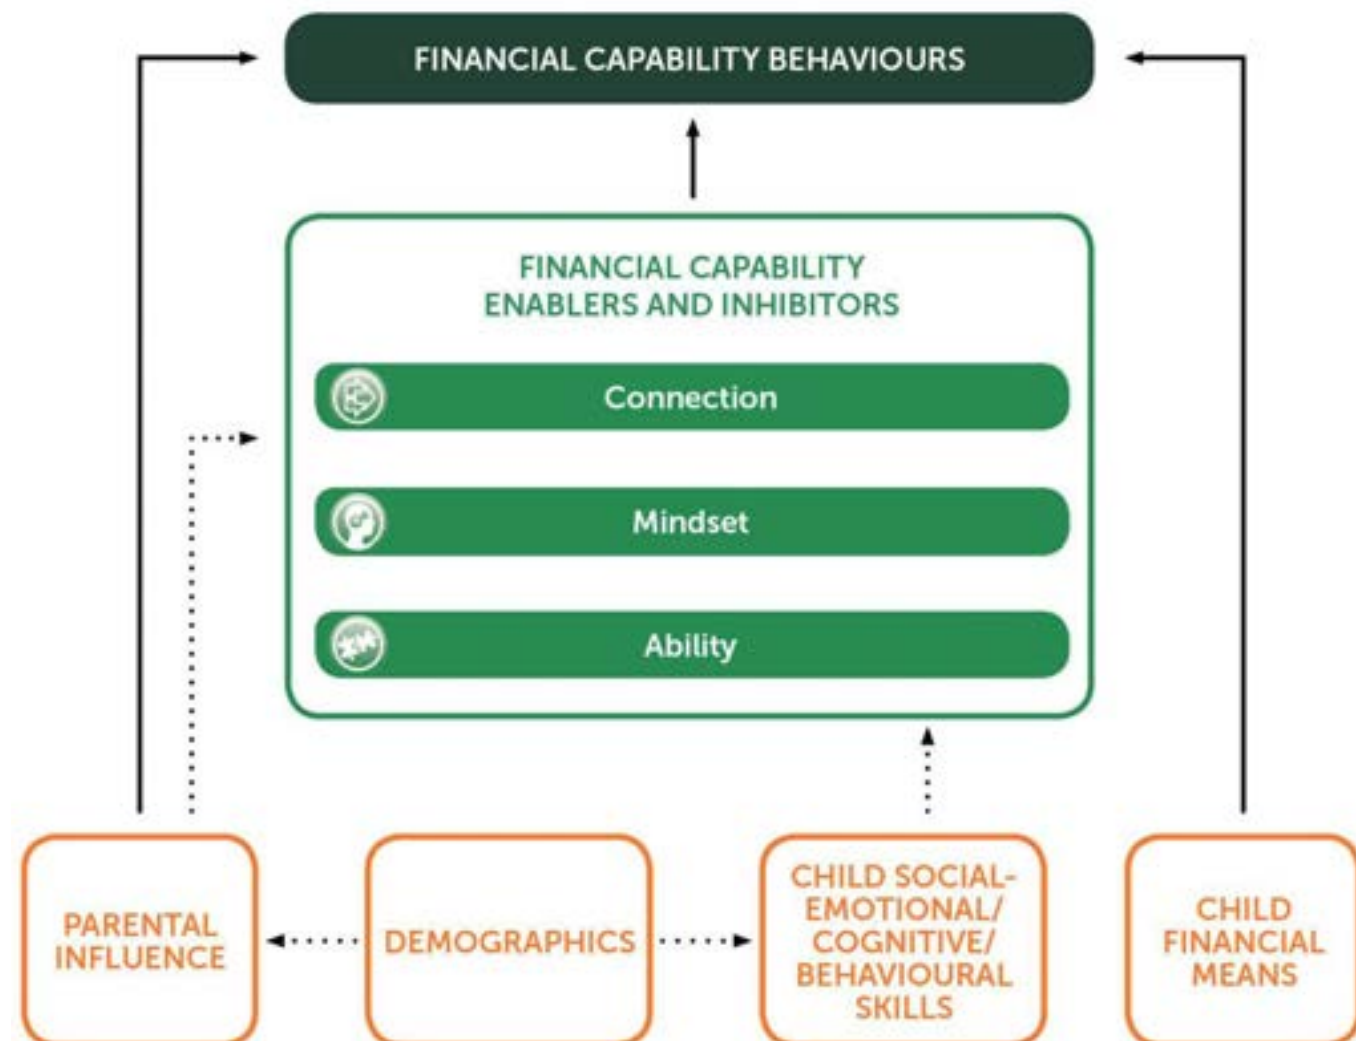 FINANCIAL CAPABILITY BEHAVIOURS
FINANCIAL CAPABILITY
ENABLERS AND INHIBITORS
Connection
Mindset
Ability
PARENTAL
INFLUENCE
DEMOGRAPHICS
CHILD SOCIAL-
EMOTIONAL/
COGNITIVE/
BEHAVIOURAL
SKILLS
CHILD
FINANCIAL
MEANS